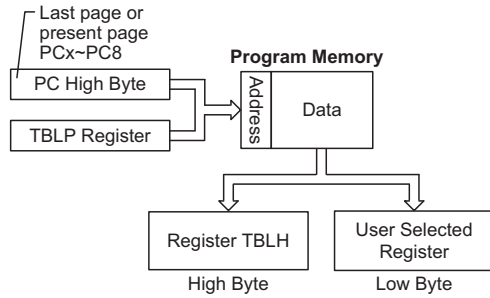 Last page or
present page
PCx~PC8
Program Memory
PC High Byte
TBLP Register
Address
Data
Register TBLH
User Selected
Register
High Byte
Low Byte